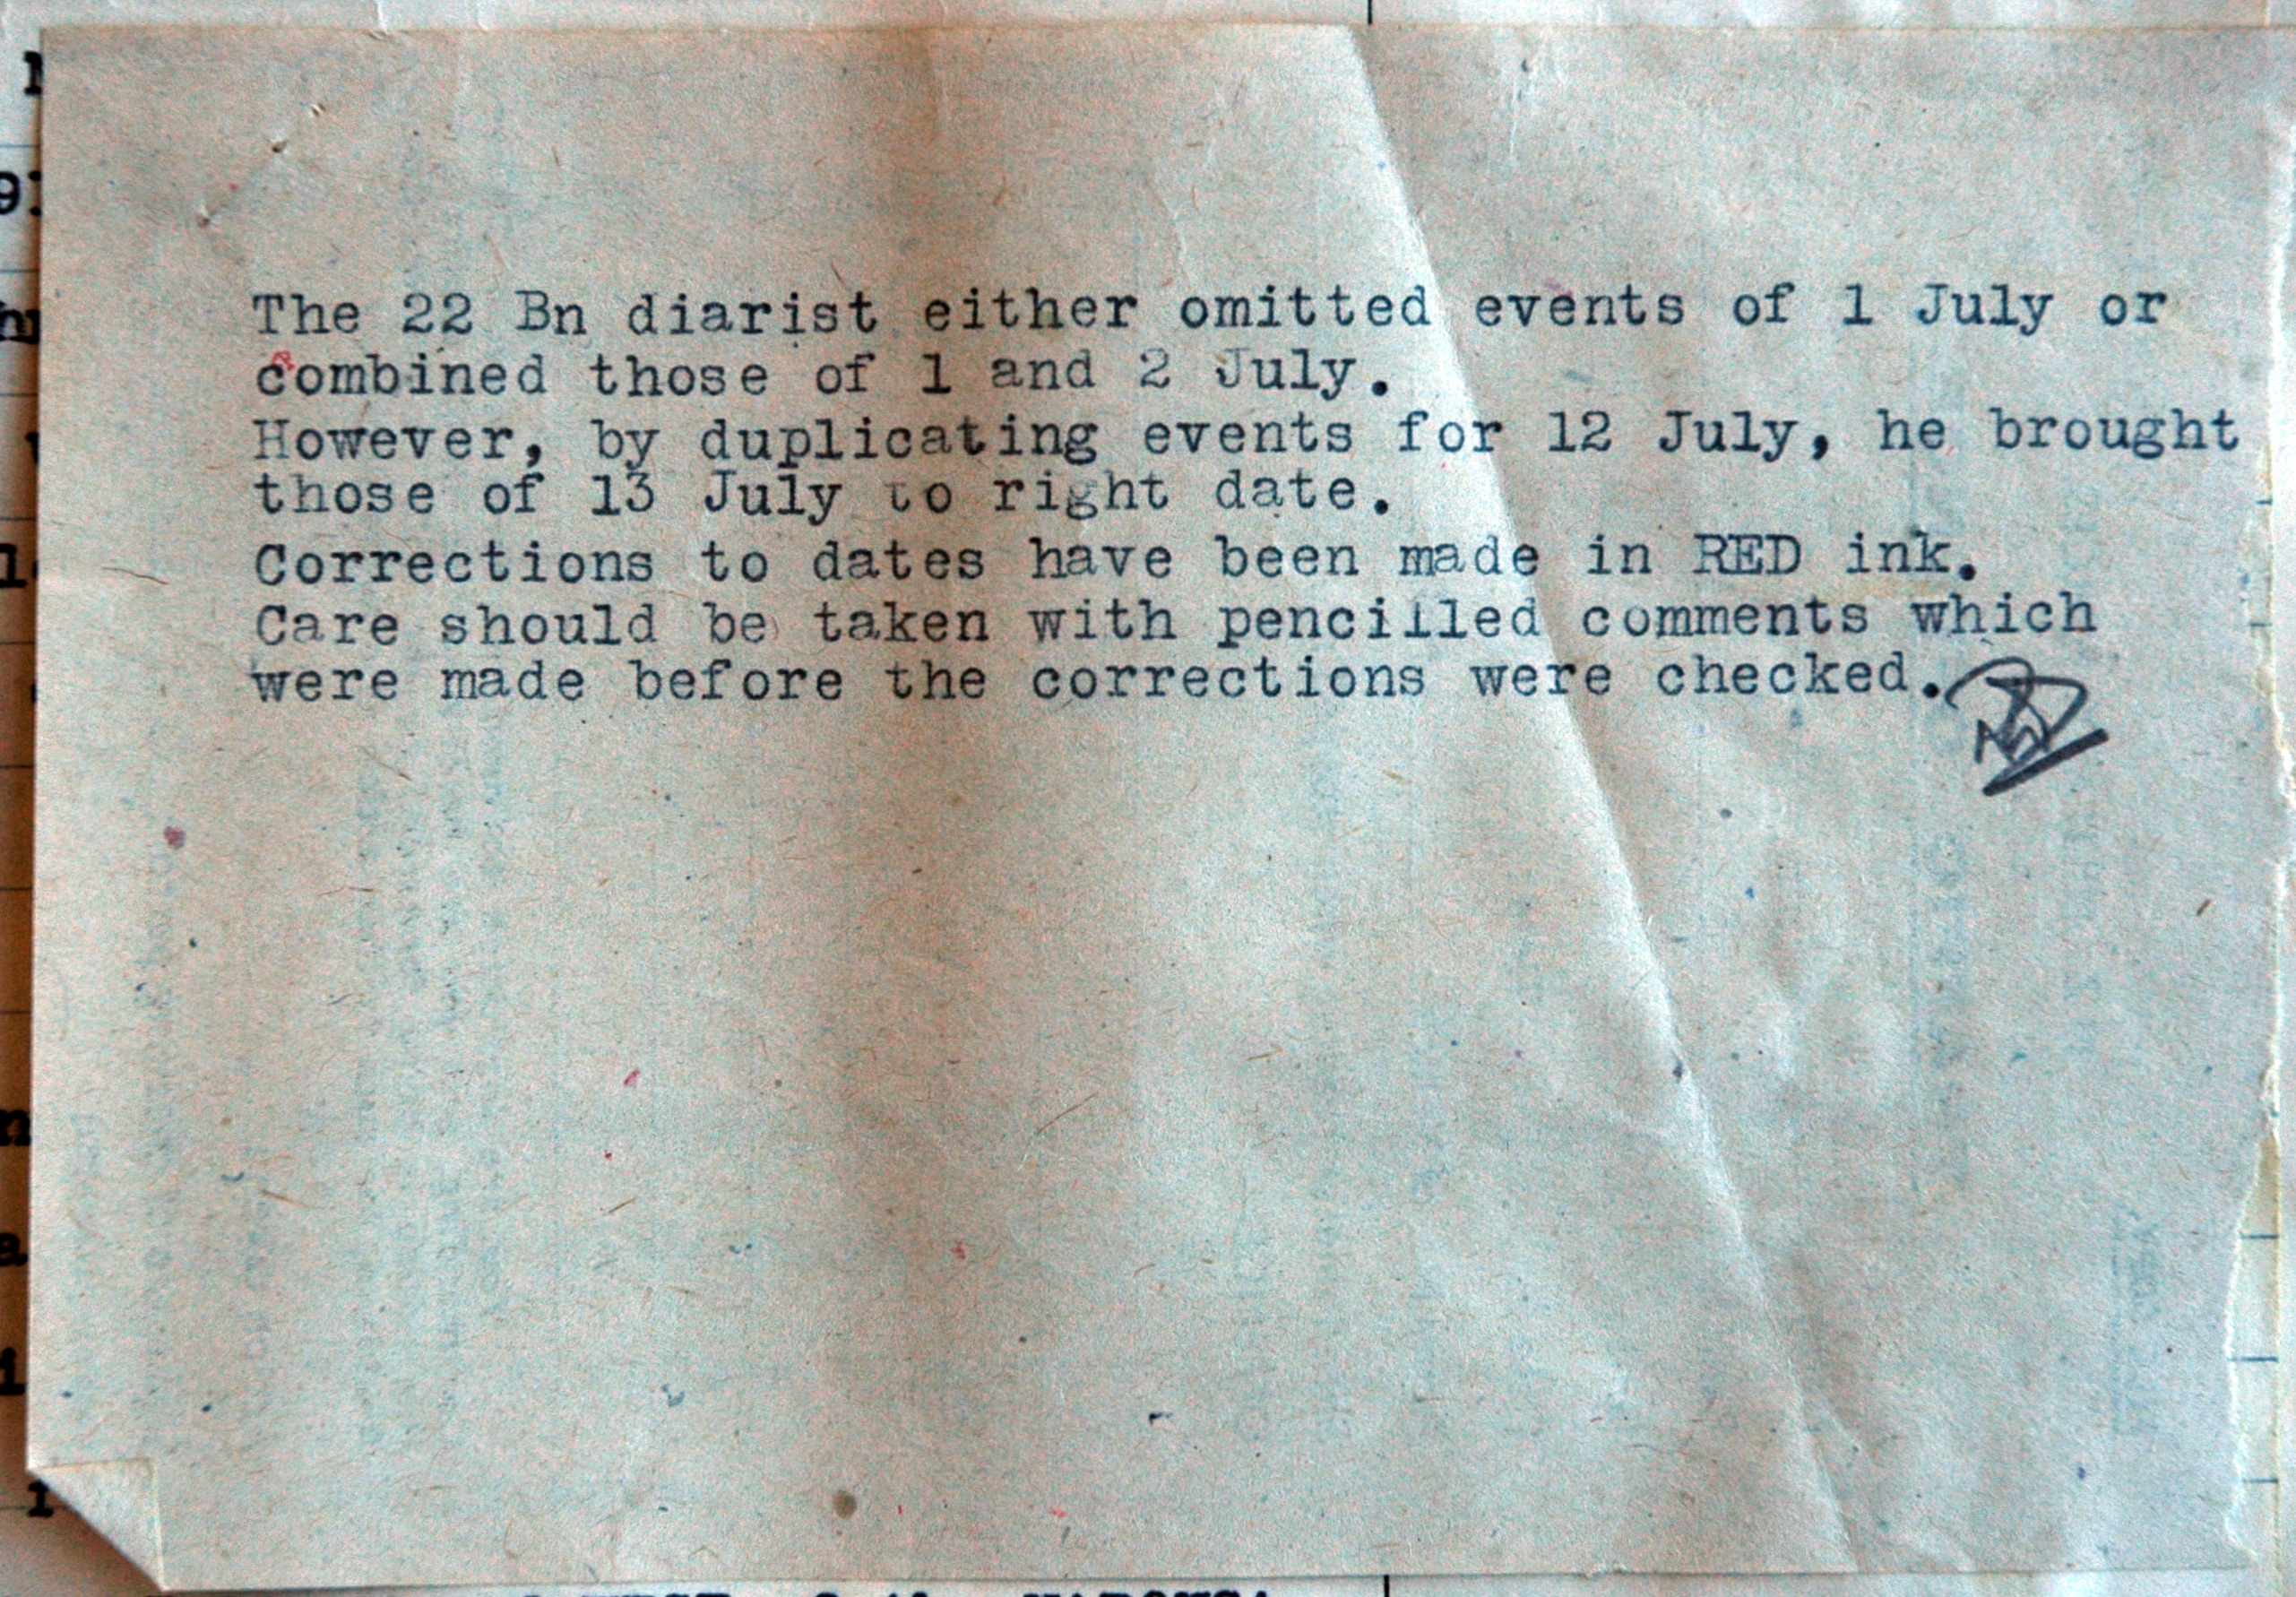 The 22 Bn diarist either omitted events of 1 July or
combined those of 1 and 2 July.
However, by duplicating events for 12 July, he brought
those of 13 July to right date.
Corrections to dates have been made in RED ink.
Care should be taken with pencilled comments which
were made before the corrections were checked.